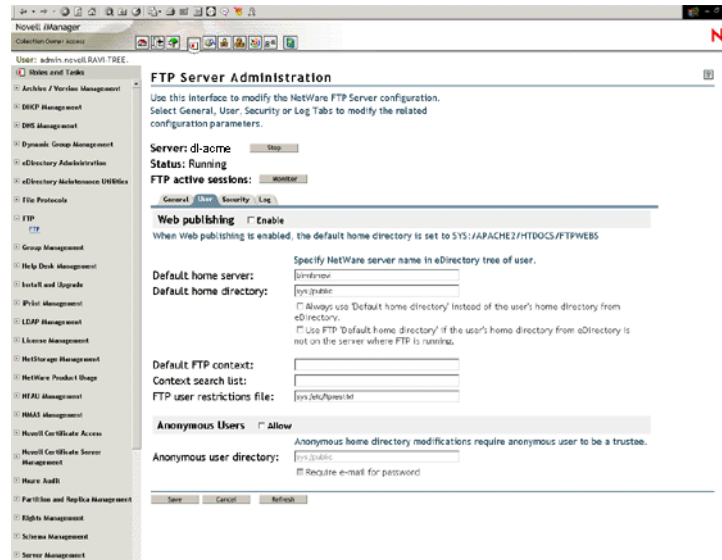 Novell iManager
Collection Owner Access
User: admin.novell.RAVI-TREE.
Roles and Tasks
Archive / Version Management
DHCP Management
DNS Management
Dynamic Group Management
eDirectory Administration
eDirectory Maintenance Utilities
File Protocols
FTP
FTP
Group Management
Help Desk Management
Install and Upgrade
iPrint Management
LDAP Management
License Management
NetStorage Management
NetWare Product Usage
NMAS Management
Novell Certificate Access
Novell Certificate Server
Management
Nsure Audit
Partition and Replica Management
Rights Management
Schema Management
Server Management
N
FTP Server Administration
Use this interface to modify the NetWare FTP Server configuration.
Select General, User, Security or Log Tabs to modify the related
configuration parameters.
Server: dl-acme Stop
Status: Running
FTP active sessions: Monitor
General User Security Log
Web publishing Enable
When Web publishing is enabled, the default home directory is set to SYS:/APACHE2/HTDOCS/FTPWEBS
Specify NetWare server name in eDirectory tree of user.
Default home server:
Default home directory: sys:/public
Always use 'Default home directory' instead of the user's home directory from
eDirectory.
Use FTP 'Default home directory' if the user's home directory from eDirectory is
not on the server where FTP is running.
Default FTP context:
Context search list:
FTP user restrictions file: sys:/etc/ftprest.txt
Anonymous Users Allow
Anonymous home directory modifications require anonymous user to be a trustee.
Anonymous user directory: sys:/public
Require e-mail for password
Save Cancel Refresh